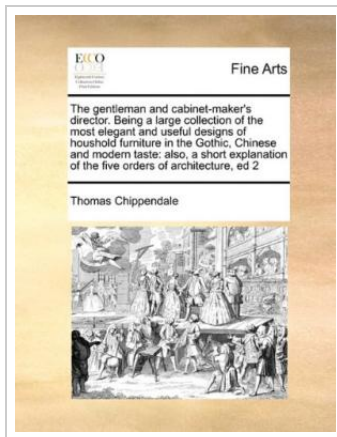 ECCO
Fine Arts
The gentleman and cabinet-maker's
director. Being a large collection of the
most elegant and useful designs of
houshold furniture in the Gothic, Chinese
and modern taste: also, a short explanation
of the five orders of architecture, ed 2
Thomas Chippendale